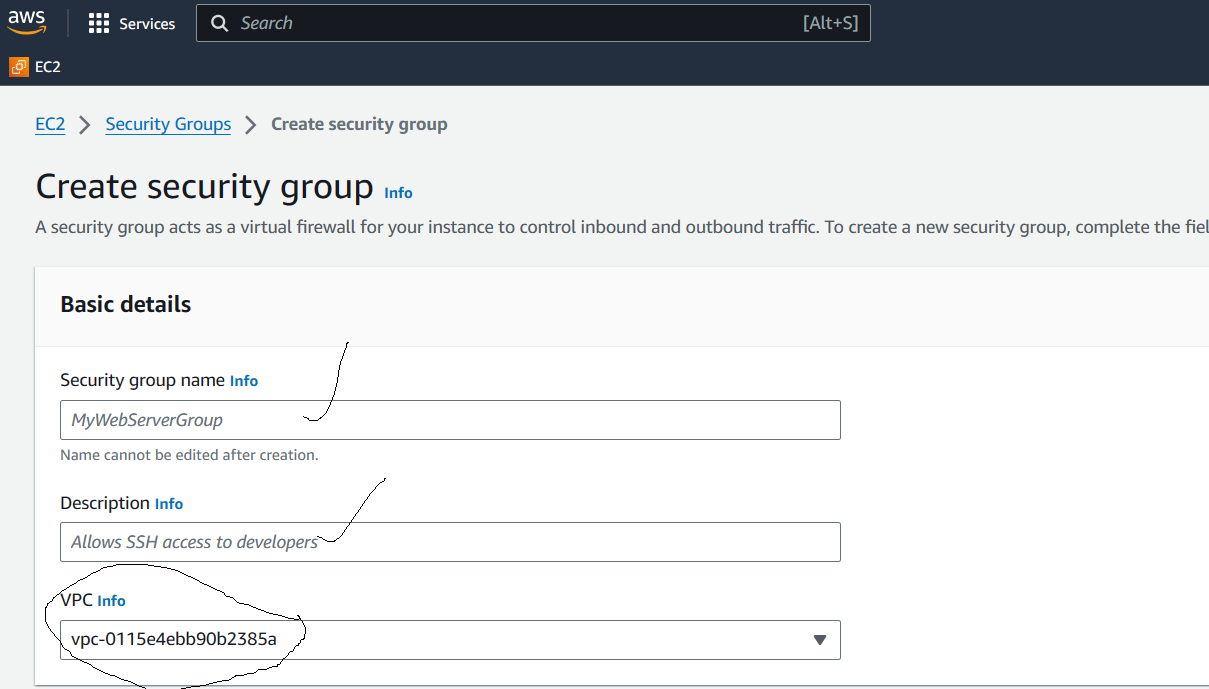 aws
Services
Search
[Alt+S]
EC2
EC2 > Security Groups > Create security group
Create security group Info
A security group acts as a virtual firewall for your instance to control inbound and outbound traffic. To create a new security group, complete the fiel
Basic details
Security group name Info
MyWebServerGroup
Name cannot be edited after creation.
Description Info
Allows SSH access to developers
VPC Info
vpc-0115e4ebb90b2385a